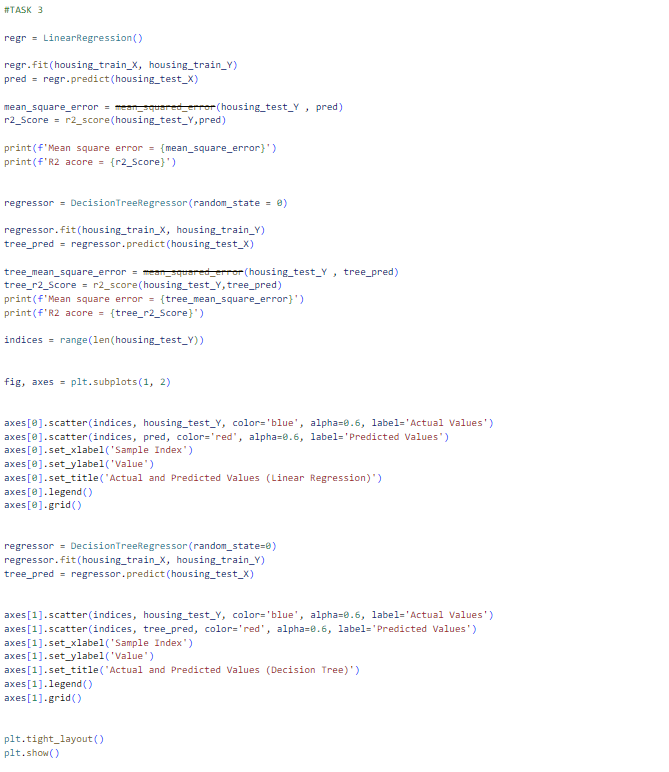 #TASK 3
regr = LinearRegression()
regr.fit(housing_train_X, housing_train_Y)
pred = regr.predict(housing_test_X)
mean_square_error = mean_squared_error(housing_test_Y , pred)
r2_Score = r2_score(housing_test_Y,pred)
print(f'Mean square error = {mean_square_error}')
print(f'R2 acore = {r2_Score}')
regressor = DecisionTreeRegressor(random_state = 0)
regressor.fit(housing_train_X, housing_train_Y)
tree_pred = regressor.predict(housing_test_X)
tree_mean_square_error = mean_squared_error(housing_test_Y , tree_pred)
tree_r2_Score = r2_score(housing_test_Y,tree_pred)
print(f'Mean square error = {tree_mean_square_error}')
print(f'R2 acore = {tree_r2_Score}')
indices = range(len(housing_test_Y))
fig, axes = plt.subplots(1, 2)
axes[0].scatter(indices, housing_test_Y, color='blue', alpha=0.6, label='Actual Values')
axes[0].scatter(indices, pred, color='red', alpha=0.6, label='Predicted Values')
axes[0].set_xlabel('Sample Index')
axes[0].set_ylabel('Value')
axes[0].set_title('Actual and Predicted Values (Linear Regression)')
axes[0].legend()
axes[0].grid()
regressor = DecisionTreeRegressor(random_state=0)
regressor.fit(housing_train_X, housing_train_Y)
tree_pred = regressor.predict(housing_test_X)
axes[1].scatter(indices, housing_test_Y, color='blue', alpha=0.6, label='Actual Values')
axes[1].scatter(indices, tree_pred, color='red', alpha=0.6, label='Predicted Values')
axes[1].set_xlabel('Sample Index')
axes[1].set_ylabel('Value')
axes[1].set_title('Actual and Predicted Values (Decision Tree)')
axes[1].legend()
axes[1].grid()
plt.tight_layout()
plt.show()